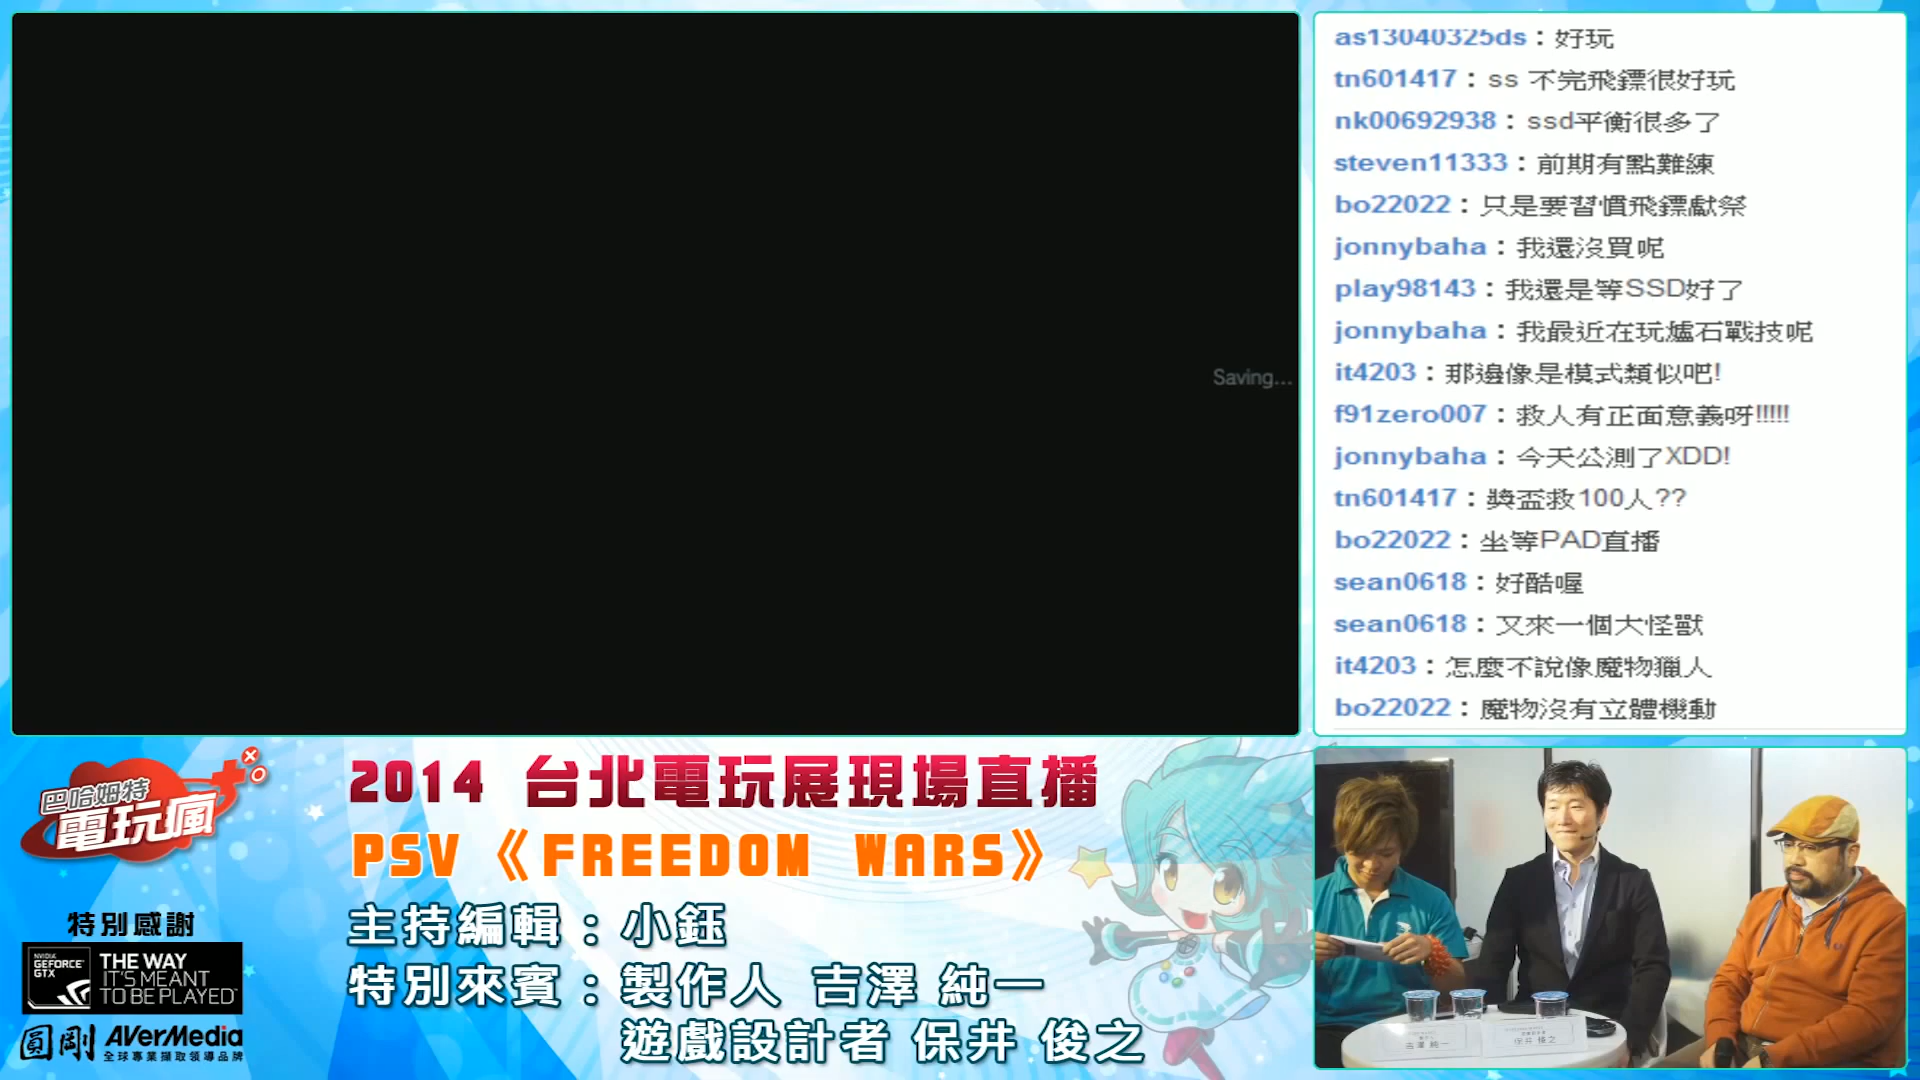 Saving...
as13040325ds：好玩
tn601417：ss 不完飛鏢很好玩
nk00692938：ssd平衡很多了
steven11333：前期有點難練
bo22022：只是要習慣飛鏢獻祭
jonnybaha：我還沒買呢
play98143：我還是等SSD好了
jonnybaha：我最近在玩爐石戰技呢
it4203：那邊像是模式類似吧!
f91zero007：救人有正面意義呀!!!!!
jonnybaha：今天公測了XDD!
tn601417：獎盃救100人??
bo22022：坐等PAD直播
sean0618：好酷喔
sean0618：又來一個大怪獸
it4203：怎麼不說像魔物獵人
bo22022：魔物沒有立體機動
巴哈姆特
電玩瘋
2014 台北電玩展現場直播
PSV《FREEDOM WARS》
主持編輯：小鈺
特別來賓：製作人 吉澤 純一
遊戲設計者 保井 俊之
特別感謝
NVIDIA
GEFORCE
GTX
THE WAY
IT'S MEANT
TO BE PLAYED
圓剛 AVerMedia
全球專業擷取領導品牌
吉澤 純一
保井 俊之